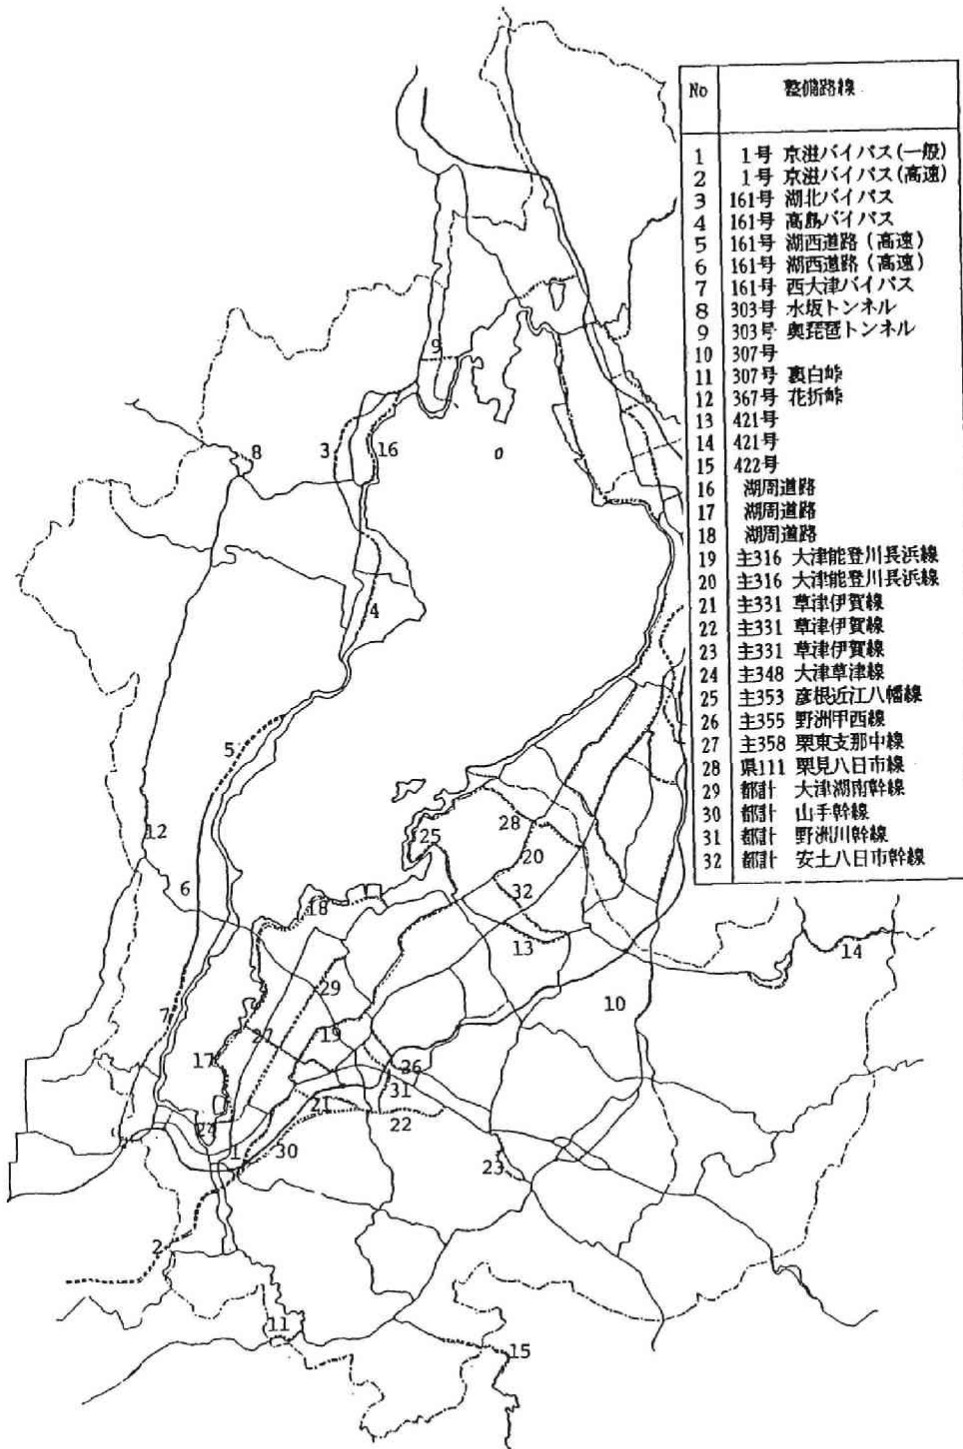 No 整備路線
1 1号 京滋バイパス(一般)
2 1号 京滋バイパス(高速)
3 161号 湖北バイパス
4 161号 高島バイパス
5 161号 湖西道路(高速)
6 161号 湖西道路(高速)
7 161号 西大津バイパス
8 303号 水坂トンネル
9 303号 奥琵琶トンネル
10 307号
11 307号 裏白峠
12 367号 花折峠
13 421号
14 421号
15 422号
16 湖周道路
17 湖周道路
18 湖周道路
19 主316 大津能登川長浜線
20 主316 大津能登川長浜線
21 主331 草津伊賀線
22 主331 草津伊賀線
23 主331 草津伊賀線
24 主348 大津草津線
25 主353 彦根近江八幡線
26 主355 野洲甲西線
27 主358 栗東支那中線
28 県111 栗見八日市線
29 都計 大津湖南幹線
30 都計 山手幹線
31 都計 野洲川幹線
32 都計 安土八日市幹線
9
3
16
8
4
5
12
28
25
20
6
32
18
13
14
29
10
7
27
19
17
26
31
21
24
22
1
30
23
2
11
15